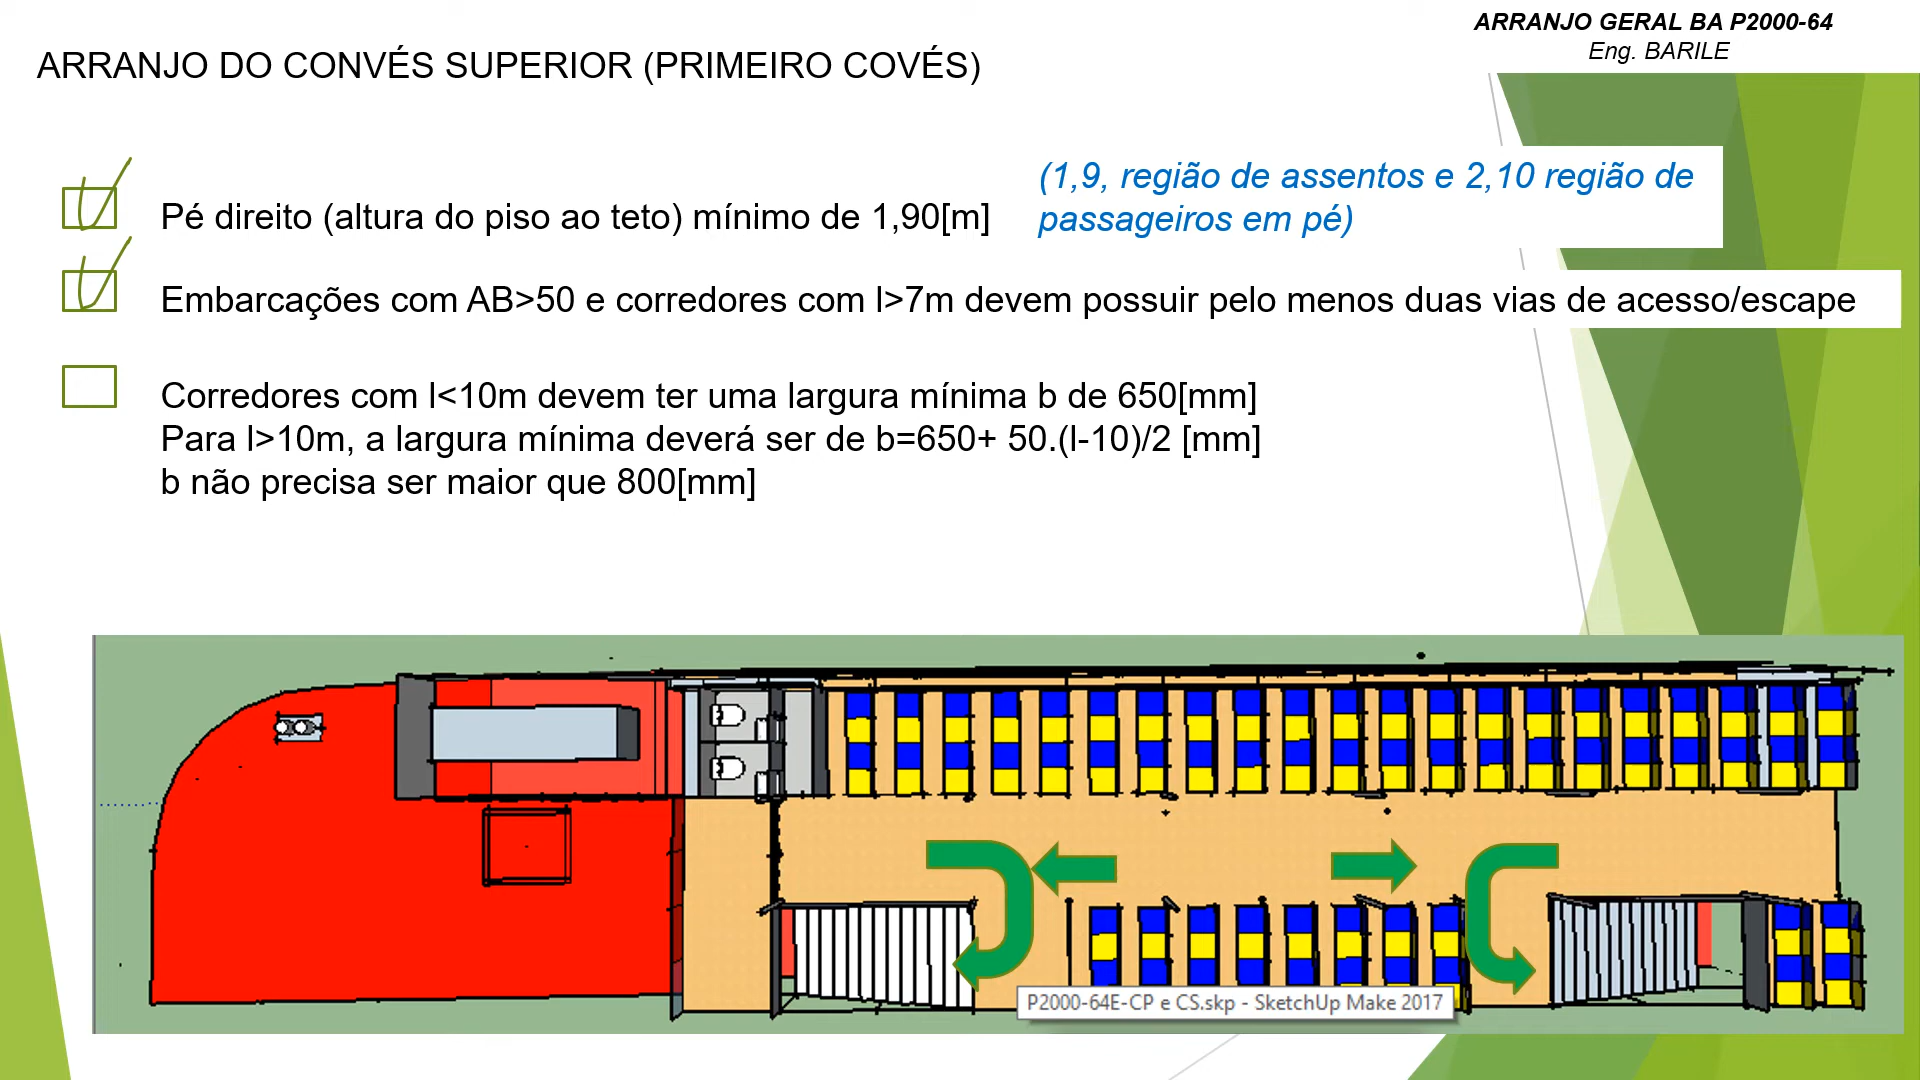 ARRANJO GERAL BA P2000-64
Eng. BARILE
ARRANJO DO CONVÉS SUPERIOR (PRIMEIRO COVÉS)
Pé direito (altura do piso ao teto) mínimo de 1,90[m]
(1,9, região de assentos e 2,10 região de
passageiros em pé)
Embarcações com AB>50 e corredores com l>7m devem possuir pelo menos duas vias de acesso/escape
Corredores com l<10m devem ter uma largura mínima b de 650[mm]
Para l>10m, a largura mínima deverá ser de b=650+ 50.(l-10)/2 [mm]
b não precisa ser maior que 800[mm]
P2000-64E-CP e CS.skp - SketchUp Make 2017